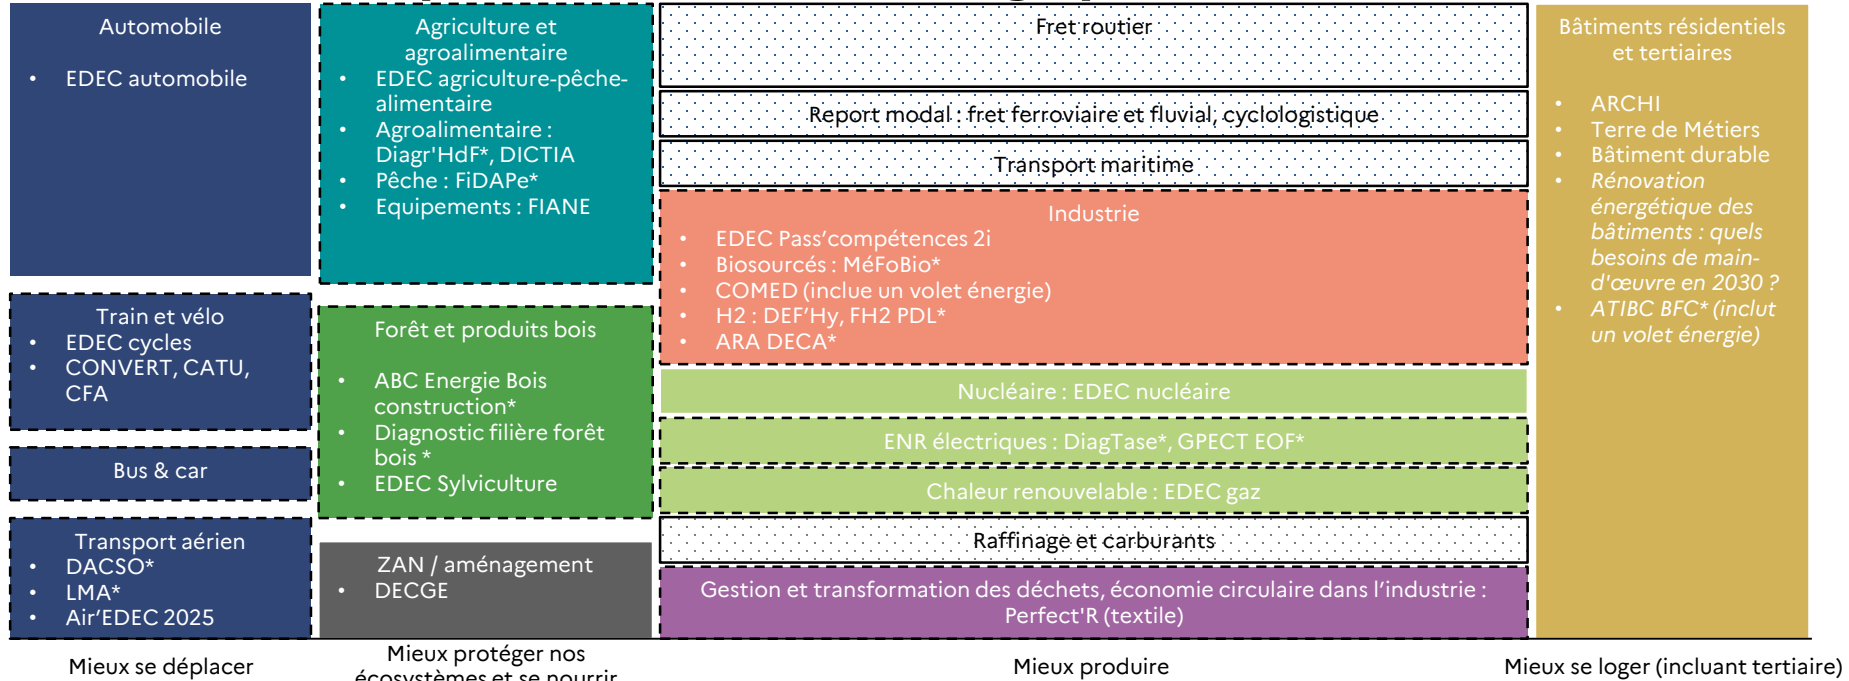 Automobile
• EDEC automobile
Train et vélo
• EDEC cycles
• CONVERT, CATU,
CFA
Bus & car
Transport aérien
• DACSO*
• LMA*
• Air’EDEC 2025
Mieux se déplacer
Agriculture et
agroalimentaire
• EDEC agriculture-pêche-
alimentaire
• Agroalimentaire :
Diagr'HdF*, DICTIA
• Pêche : FiDAPe*
• Equipements : FIANE
Forêt et produits bois
• ABC Energie Bois
construction*
• Diagnostic filière forêt
bois *
• EDEC Sylviculture
ZAN / aménagement
• DECGE
Mieux protéger nos
écosystèmes et se nourrir
Fret routier
Report modal : fret ferroviaire et fluvial, cyclologistique
Transport maritime
Industrie
• EDEC Pass’compétences 2i
• Biosourcés : MéFoBio*
• COMED (inclue un volet énergie)
• H2 : DEF’Hy, FH2 PDL*
• ARA DECA*
Nucléaire : EDEC nucléaire
ENR électriques : DiagTase*, GPECT EOF*
Chaleur renouvelable : EDEC gaz
Raffinage et carburants
Gestion et transformation des déchets, économie circulaire dans l’industrie :
Perfect'R (textile)
Mieux produire
Bâtiments résidentiels
et tertiaires
• ARCHI
• Terre de Métiers
• Bâtiment durable
• Rénovation
énergétique des
bâtiments : quels
besoins de main-
d'œuvre en 2030 ?
• ATIBC BFC* (inclut
un volet énergie)
Mieux se loger (incluant tertiaire)